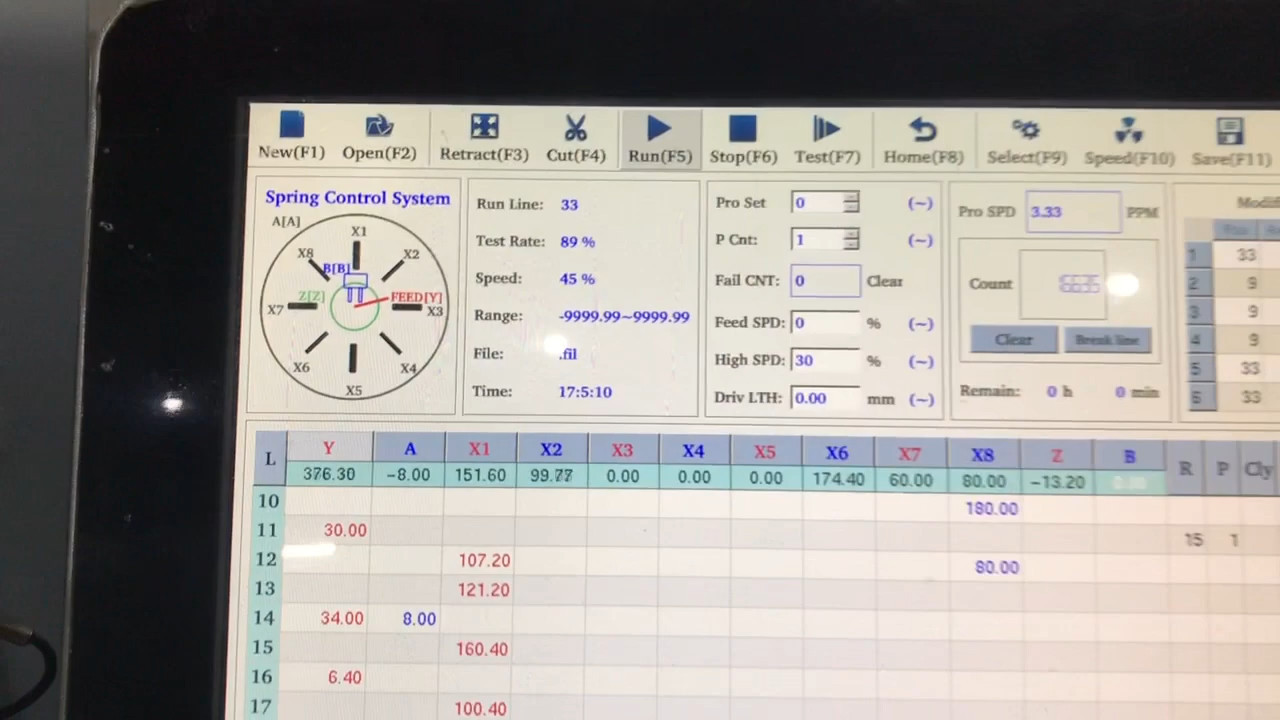 New(F1) Open(F2) Retract(F3) Cut(F4) Run(F5) Stop(F6) Test(F7) Home(F8) Select(F9) Speed(F10) Save(F11)
Spring Control System
A[A]
X1
X8 X2
B[B]
Z[Z] FEED[Y]
X7 X3
X6 X4
X5
Run Line: 33
Test Rate: 89 %
Speed: 45 %
Range: -9999.99~9999.99
File: .fil
Time: 17:5:10
Pro Set 0 (~)
P Cnt: 1 (~)
Fail CNT: 0 Clear
Feed SPD: 0 % (~)
High SPD: 30 % (~)
Driv LTH: 0.00 mm (~)
Pro SPD 3.33 PPM
Count
Clear Break line
Remain: 0 h 0 min
1 33
2 9
3 9
4 9
5 33
6 33
L Y A X1 X2 X3 X4 X5 X6 X7 X8 Z B R P Cly
376.30 -8.00 151.60 99.77 0.00 0.00 0.00 174.40 60.00 80.00 -13.20
10 180.00
11 30.00 15 1
12 107.20 80.00
13 121.20
14 34.00 8.00
15 160.40
16 6.40
17 100.40